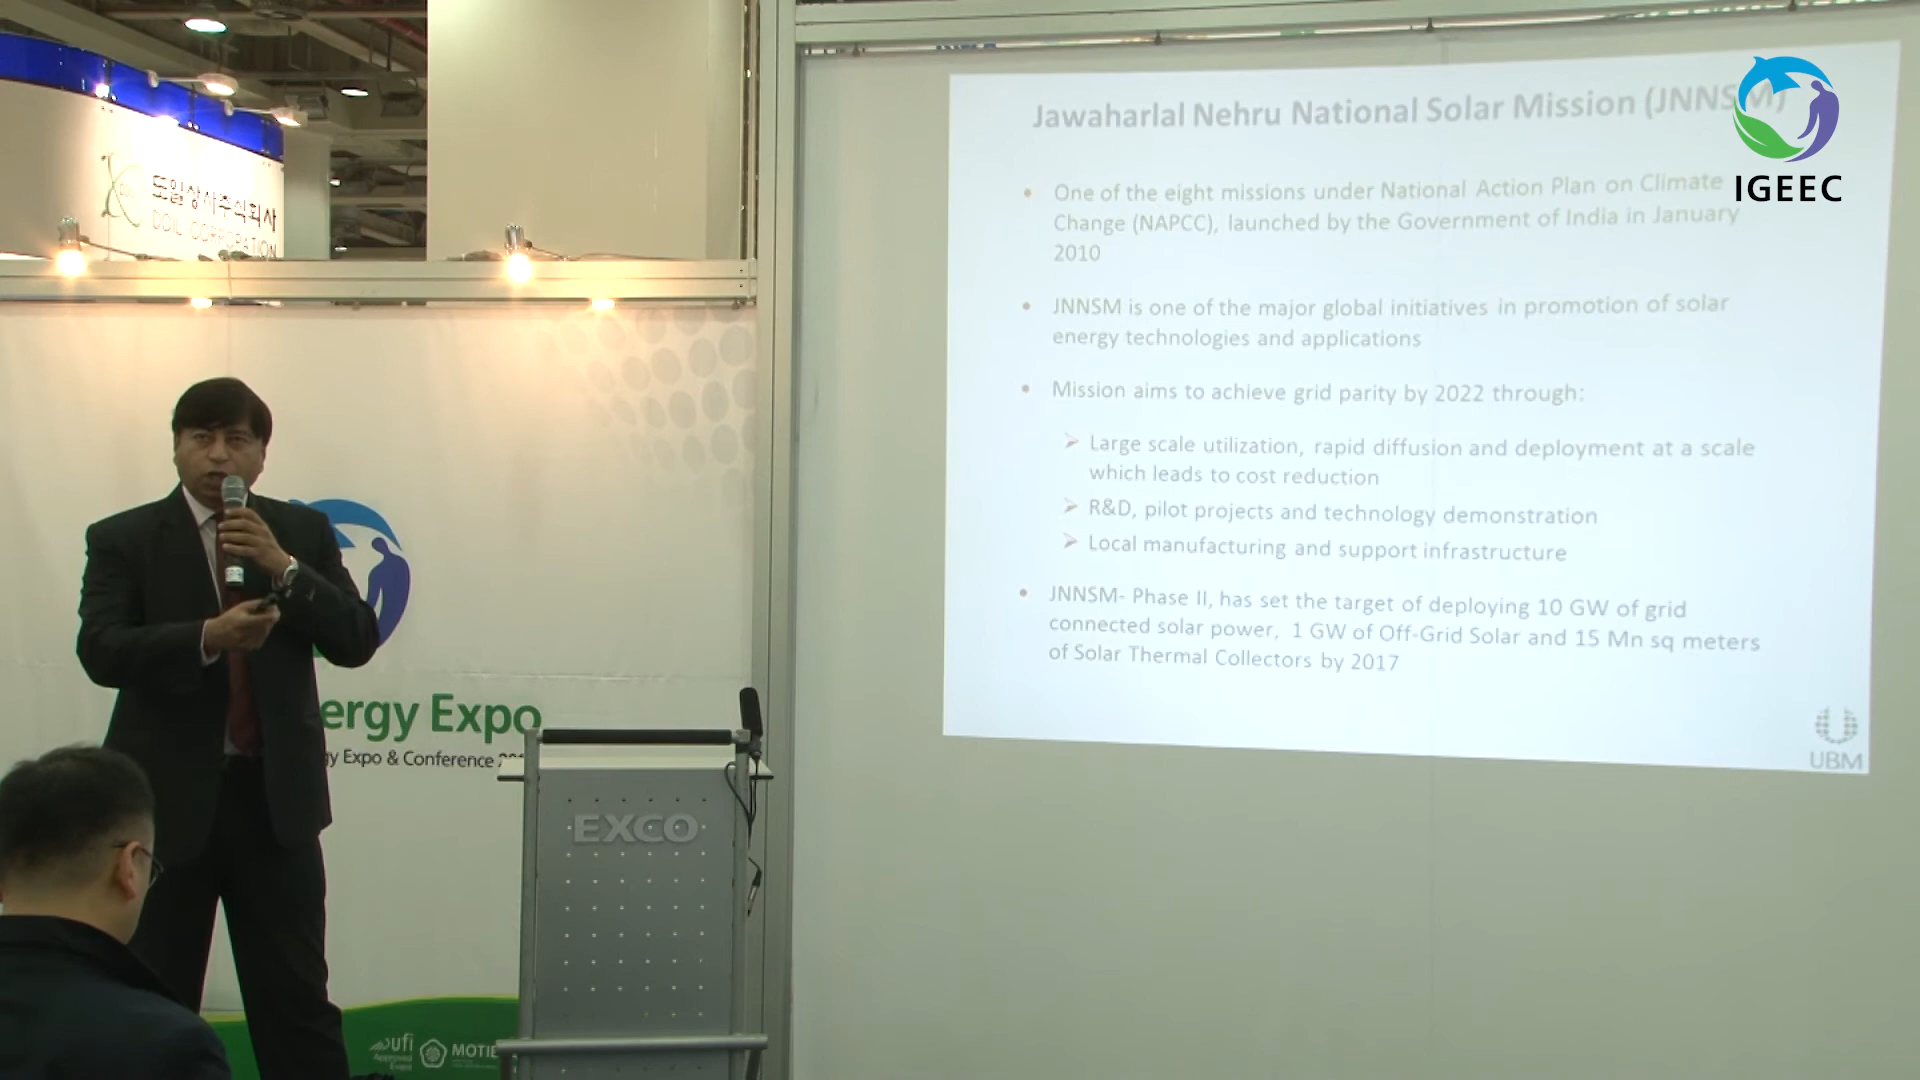 또일상사주식회사
DOIL CORPORATION
ergy Expo
gy Expo & Conference
EXCO
ufi
Approved
Event
MOTIE
Jawaharlal Nehru National Solar Mission (JNNSM)
IGEEC
• One of the eight missions under National Action Plan on Climate
Change (NAPCC), launched by the Government of India in January
2010
• JNNSM is one of the major global initiatives in promotion of solar
energy technologies and applications
• Mission aims to achieve grid parity by 2022 through:
➢ Large scale utilization, rapid diffusion and deployment at a scale
which leads to cost reduction
➢ R&D, pilot projects and technology demonstration
➢ Local manufacturing and support infrastructure
• JNNSM- Phase II, has set the target of deploying 10 GW of grid
connected solar power, 1 GW of Off-Grid Solar and 15 Mn sq meters
of Solar Thermal Collectors by 2017
UBM